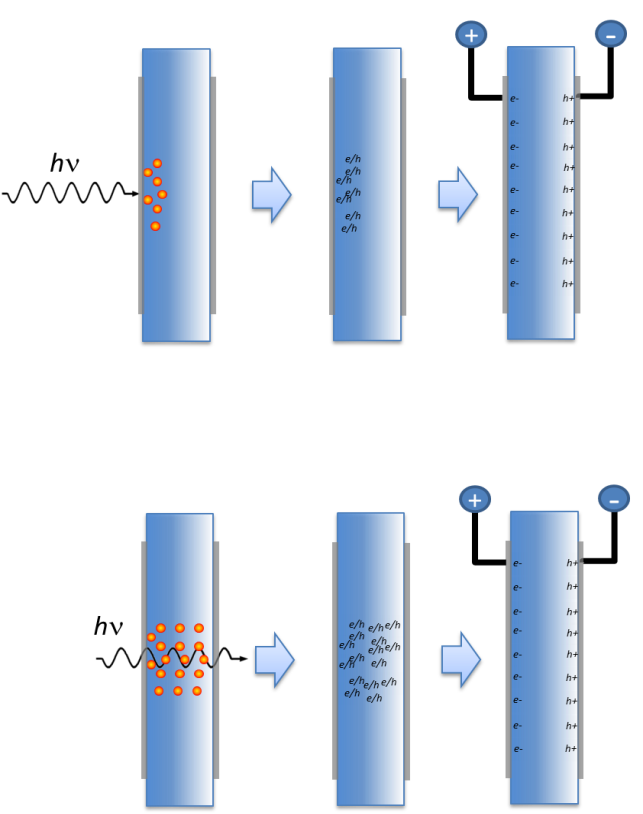 + -
hν
e/h
e/h
e/h
e/h
e/h
e/h
e/h
e- h+
e- h+
e- h+
e- h+
e- h+
e- h+
e- h+
e- h+
e- h+
+ -
hν
e/h e/h e/h
e/h e/h
e/h e/h e/h
e/h e/h
e/h
e/h e/h e/h
e/h e/h
e- h+
e- h+
e- h+
e- h+
e- h+
e- h+
e- h+
e- h+
e- h+